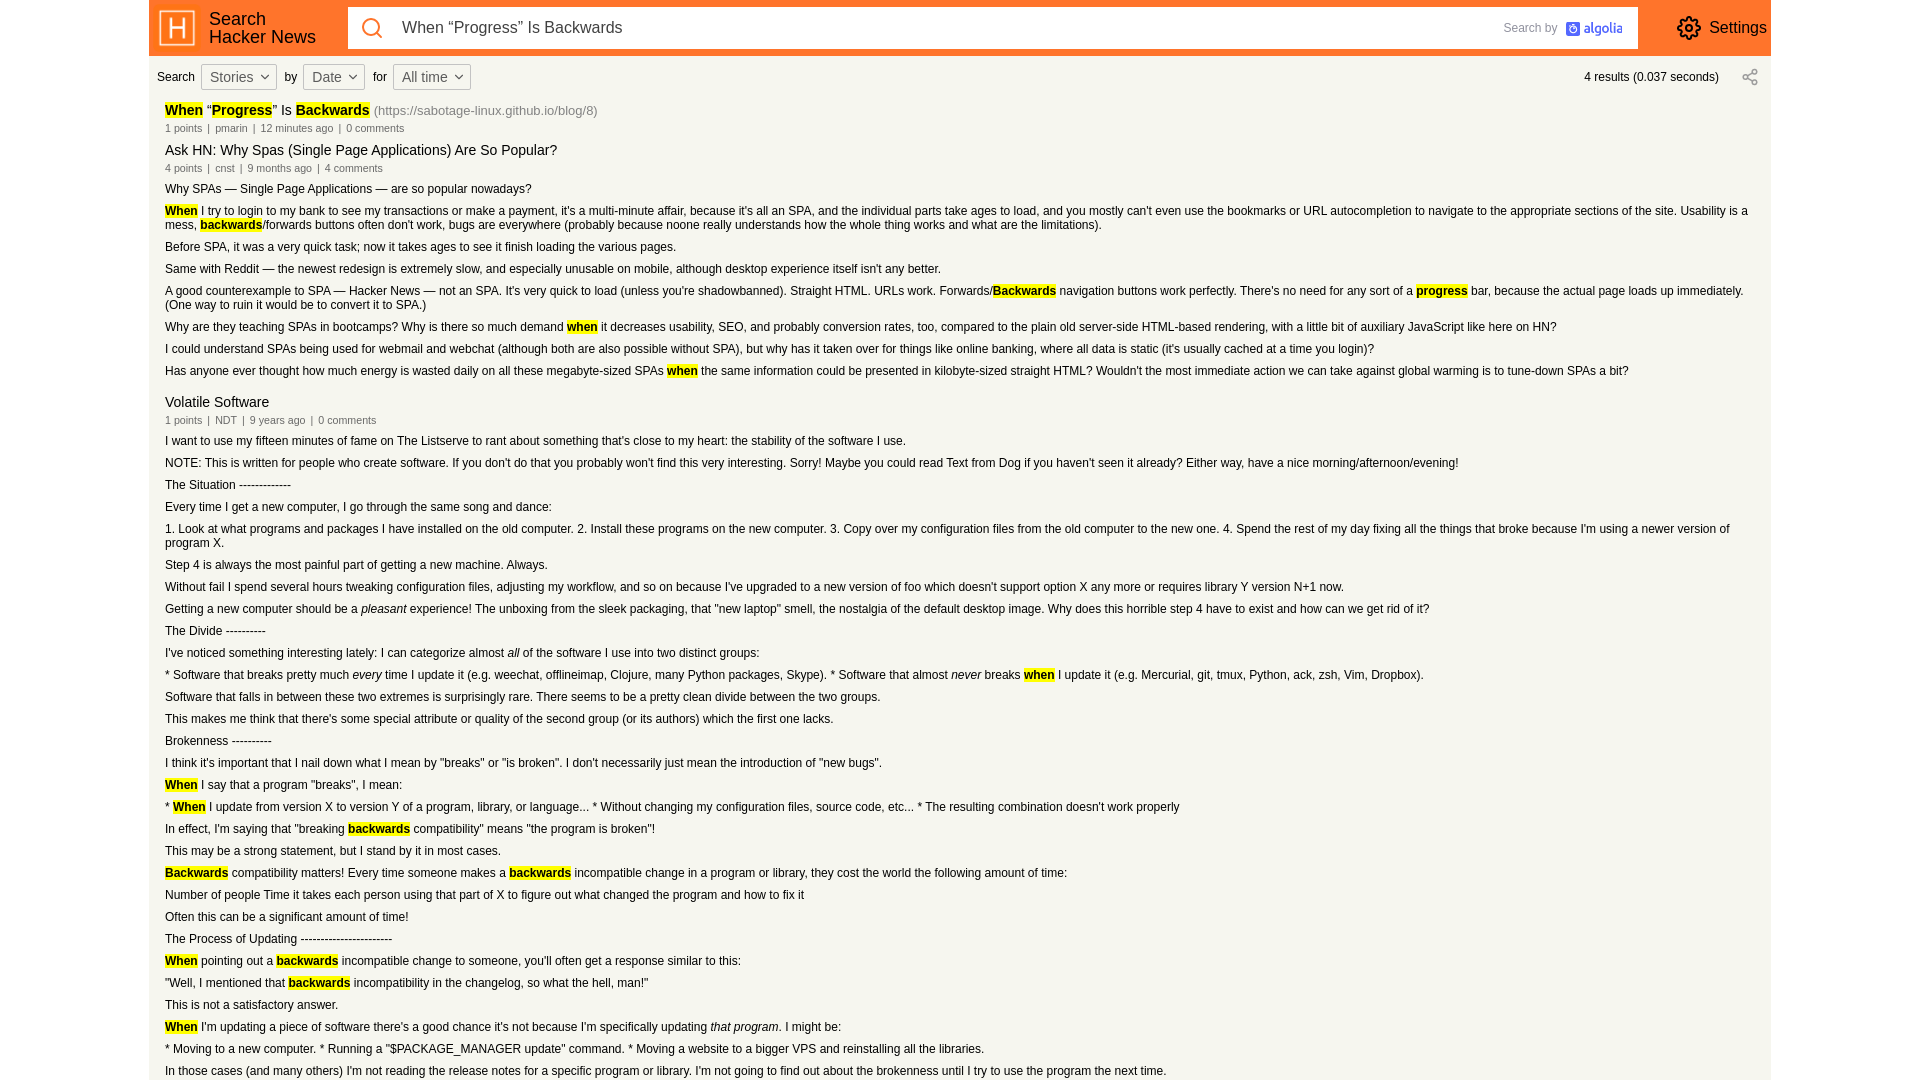 Search
Hacker News
When “Progress” Is Backwards
Search by algolia
Settings
Search Stories by Date for All time
4 results (0.037 seconds)
When “Progress” Is Backwards (https://sabotage-linux.github.io/blog/8)
1 points | pmarin | 12 minutes ago | 0 comments
Ask HN: Why Spas (Single Page Applications) Are So Popular?
4 points | cnst | 9 months ago | 4 comments
Why SPAs — Single Page Applications — are so popular nowadays?
When I try to login to my bank to see my transactions or make a payment, it's a multi-minute affair, because it's all an SPA, and the individual parts take ages to load, and you mostly can't even use the bookmarks or URL autocompletion to navigate to the appropriate sections of the site. Usability is a
mess, backwards/forwards buttons often don't work, bugs are everywhere (probably because noone really understands how the whole thing works and what are the limitations).
Before SPA, it was a very quick task; now it takes ages to see it finish loading the various pages.
Same with Reddit — the newest redesign is extremely slow, and especially unusable on mobile, although desktop experience itself isn't any better.
A good counterexample to SPA — Hacker News — not an SPA. It's very quick to load (unless you're shadowbanned). Straight HTML. URLs work. Forwards/Backwards navigation buttons work perfectly. There's no need for any sort of a progress bar, because the actual page loads up immediately.
(One way to ruin it would be to convert it to SPA.)
Why are they teaching SPAs in bootcamps? Why is there so much demand when it decreases usability, SEO, and probably conversion rates, too, compared to the plain old server-side HTML-based rendering, with a little bit of auxiliary JavaScript like here on HN?
I could understand SPAs being used for webmail and webchat (although both are also possible without SPA), but why has it taken over for things like online banking, where all data is static (it's usually cached at a time you login)?
Has anyone ever thought how much energy is wasted daily on all these megabyte-sized SPAs when the same information could be presented in kilobyte-sized straight HTML? Wouldn't the most immediate action we can take against global warming is to tune-down SPAs a bit?
Volatile Software
1 points | NDT | 9 years ago | 0 comments
I want to use my fifteen minutes of fame on The Listserve to rant about something that's close to my heart: the stability of the software I use.
NOTE: This is written for people who create software. If you don't do that you probably won't find this very interesting. Sorry! Maybe you could read Text from Dog if you haven't seen it already? Either way, have a nice morning/afternoon/evening!
The Situation -------------
Every time I get a new computer, I go through the same song and dance:
1. Look at what programs and packages I have installed on the old computer. 2. Install these programs on the new computer. 3. Copy over my configuration files from the old computer to the new one. 4. Spend the rest of my day fixing all the things that broke because I'm using a newer version of
program X.
Step 4 is always the most painful part of getting a new machine. Always.
Without fail I spend several hours tweaking configuration files, adjusting my workflow, and so on because I've upgraded to a new version of foo which doesn't support option X any more or requires library Y version N+1 now.
Getting a new computer should be a pleasant experience! The unboxing from the sleek packaging, that "new laptop" smell, the nostalgia of the default desktop image. Why does this horrible step 4 have to exist and how can we get rid of it?
The Divide ----------
I've noticed something interesting lately: I can categorize almost all of the software I use into two distinct groups:
* Software that breaks pretty much every time I update it (e.g. weechat, offlineimap, Clojure, many Python packages, Skype). * Software that almost never breaks when I update it (e.g. Mercurial, git, tmux, Python, ack, zsh, Vim, Dropbox).
Software that falls in between these two extremes is surprisingly rare. There seems to be a pretty clean divide between the two groups.
This makes me think that there's some special attribute or quality of the second group (or its authors) which the first one lacks.
Brokenness ----------
I think it's important that I nail down what I mean by "breaks" or "is broken". I don't necessarily just mean the introduction of "new bugs".
When I say that a program "breaks", I mean:
* When I update from version X to version Y of a program, library, or language... * Without changing my configuration files, source code, etc... * The resulting combination doesn't work properly
In effect, I'm saying that "breaking backwards compatibility" means "the program is broken"!
This may be a strong statement, but I stand by it in most cases.
Backwards compatibility matters! Every time someone makes a backwards incompatible change in a program or library, they cost the world the following amount of time:
Number of people Time it takes each person using that part of X to figure out what changed the program and how to fix it
Often this can be a significant amount of time!
The Process of Updating -----------------------
When pointing out a backwards incompatible change to someone, you'll often get a response similar to this:
"Well, I mentioned that backwards incompatibility in the changelog, so what the hell, man!"
This is not a satisfactory answer.
When I'm updating a piece of software there's a good chance it's not because I'm specifically updating that program. I might be:
* Moving to a new computer. * Running a "$PACKAGE_MANAGER update" command. * Moving a website to a bigger VPS and reinstalling all the libraries.
In those cases (and many others) I'm not reading the release notes for a specific program or library. I'm not going to find out about the brokenness until I try to use the program the next time.